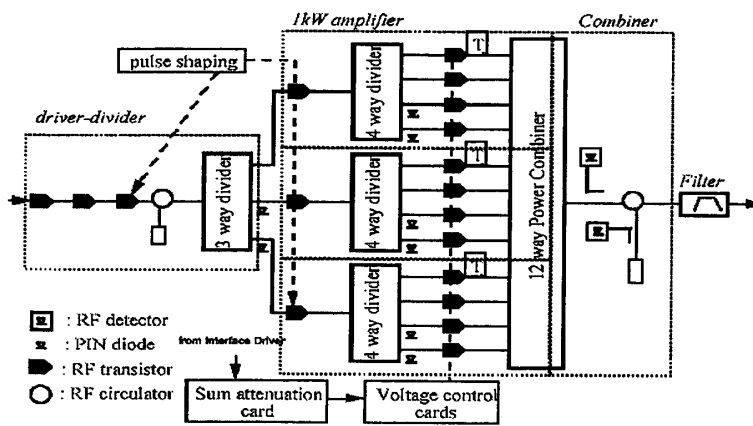 1kW amplifier
Combiner
pulse shaping
driver-divider
T
4 way divider
3 way divider
T
4 way divider
12 way Power Combiner
Filter
T
4 way divider
: RF detector
: PIN diode
: RF transistor
: RF circulator
from Interface Driver
Sum attenuation
card
Voltage control
cards